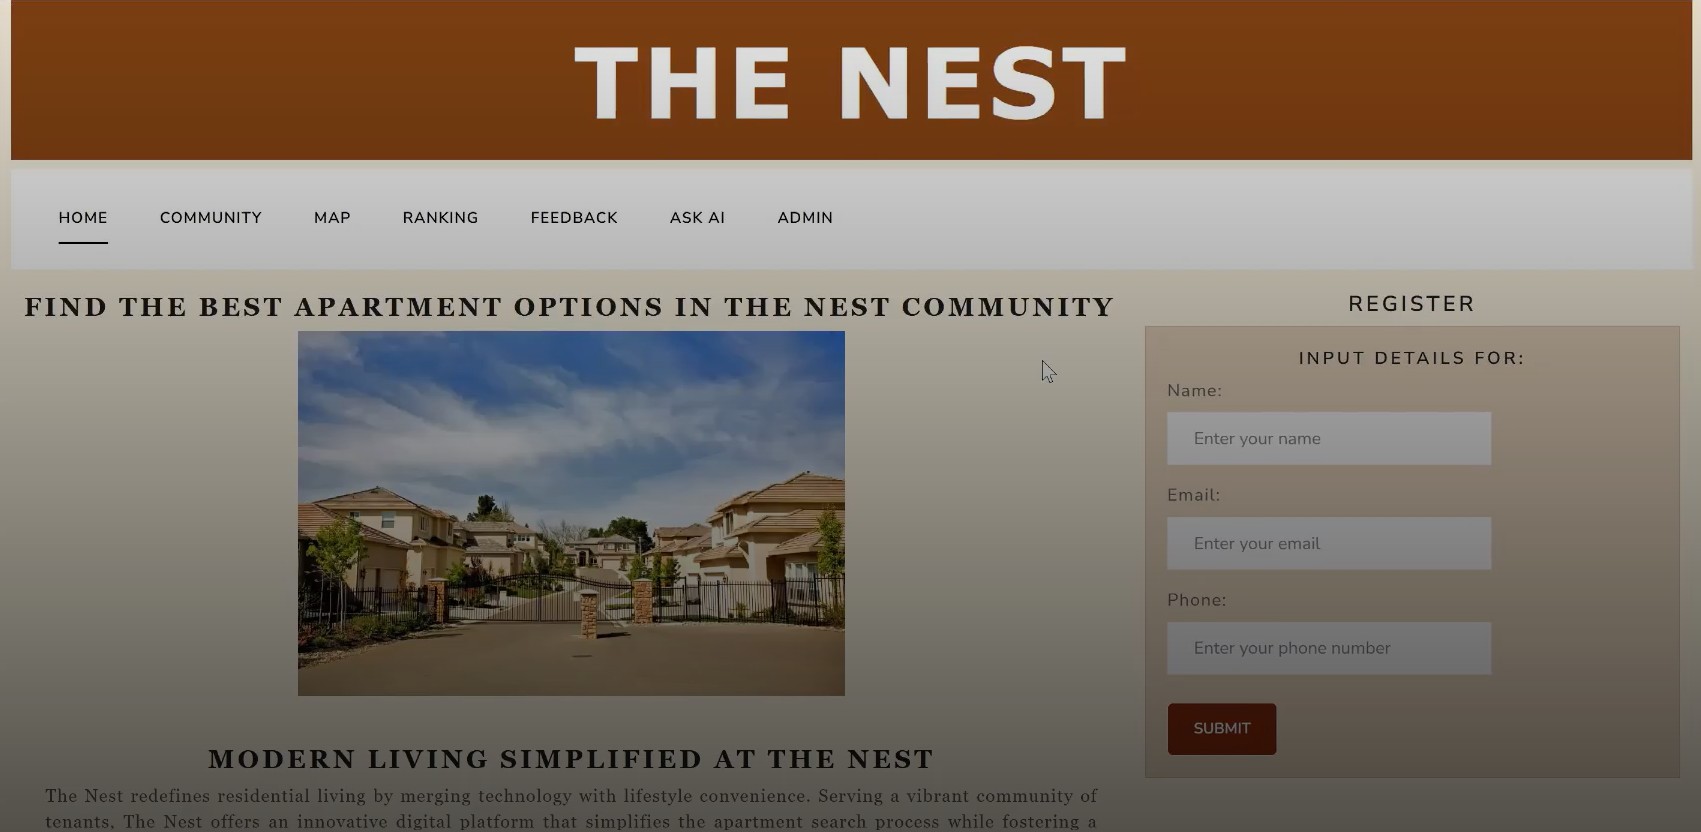 THE NEST
HOME COMMUNITY MAP RANKING FEEDBACK ASK AI ADMIN
FIND THE BEST APARTMENT OPTIONS IN THE NEST COMMUNITY
MODERN LIVING SIMPLIFIED AT THE NEST
The Nest redefines residential living by merging technology with lifestyle convenience. Serving a vibrant community of
tenants, The Nest offers an innovative digital platform that simplifies the apartment search process while fostering a
REGISTER
INPUT DETAILS FOR:
Name:
Enter your name
Email:
Enter your email
Phone:
Enter your phone number
SUBMIT